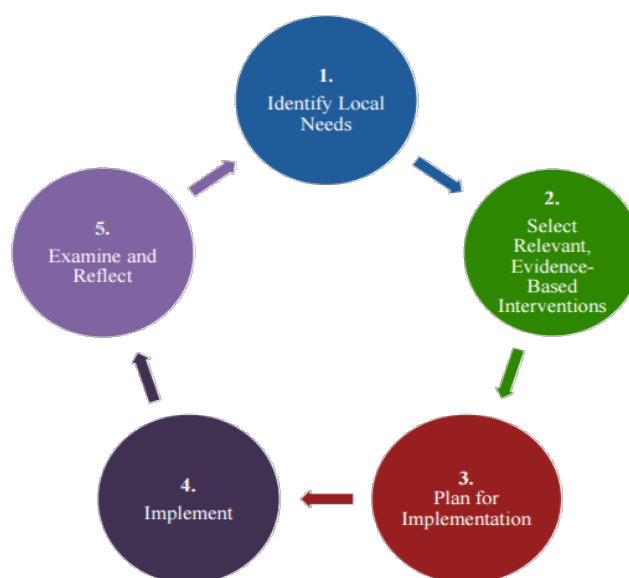 1.
Identify Local
Needs
2.
Select
Relevant,
Evidence-
Based
Interventions
3.
Plan for
Implementation
4.
Implement
5.
Examine and
Reflect